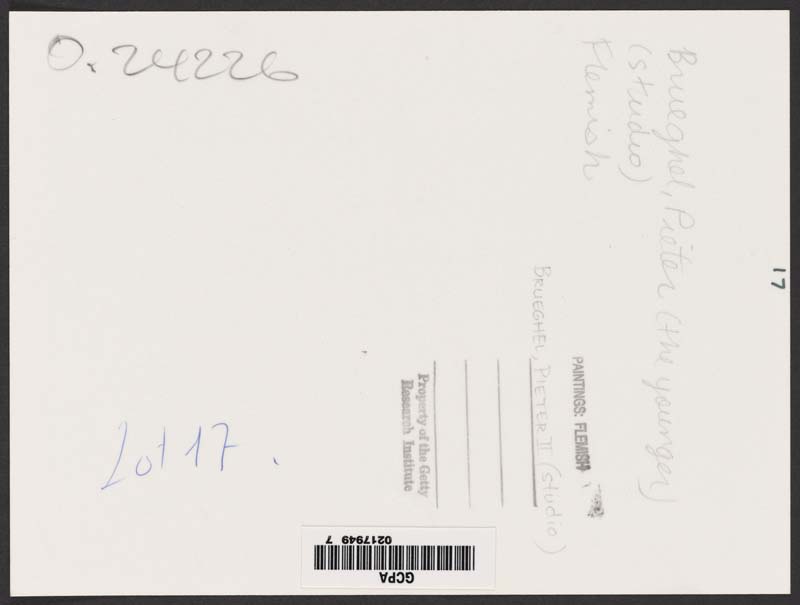 O. 24226
Brueghel, Pieter (the younger)
(studio)
Flemish
17
PAINTINGS: FLEMISH
BRUEGHEL, PIETER II (studio)
Property of the Getty
Research Institute
Lot 17.
GCPA
0217949 7